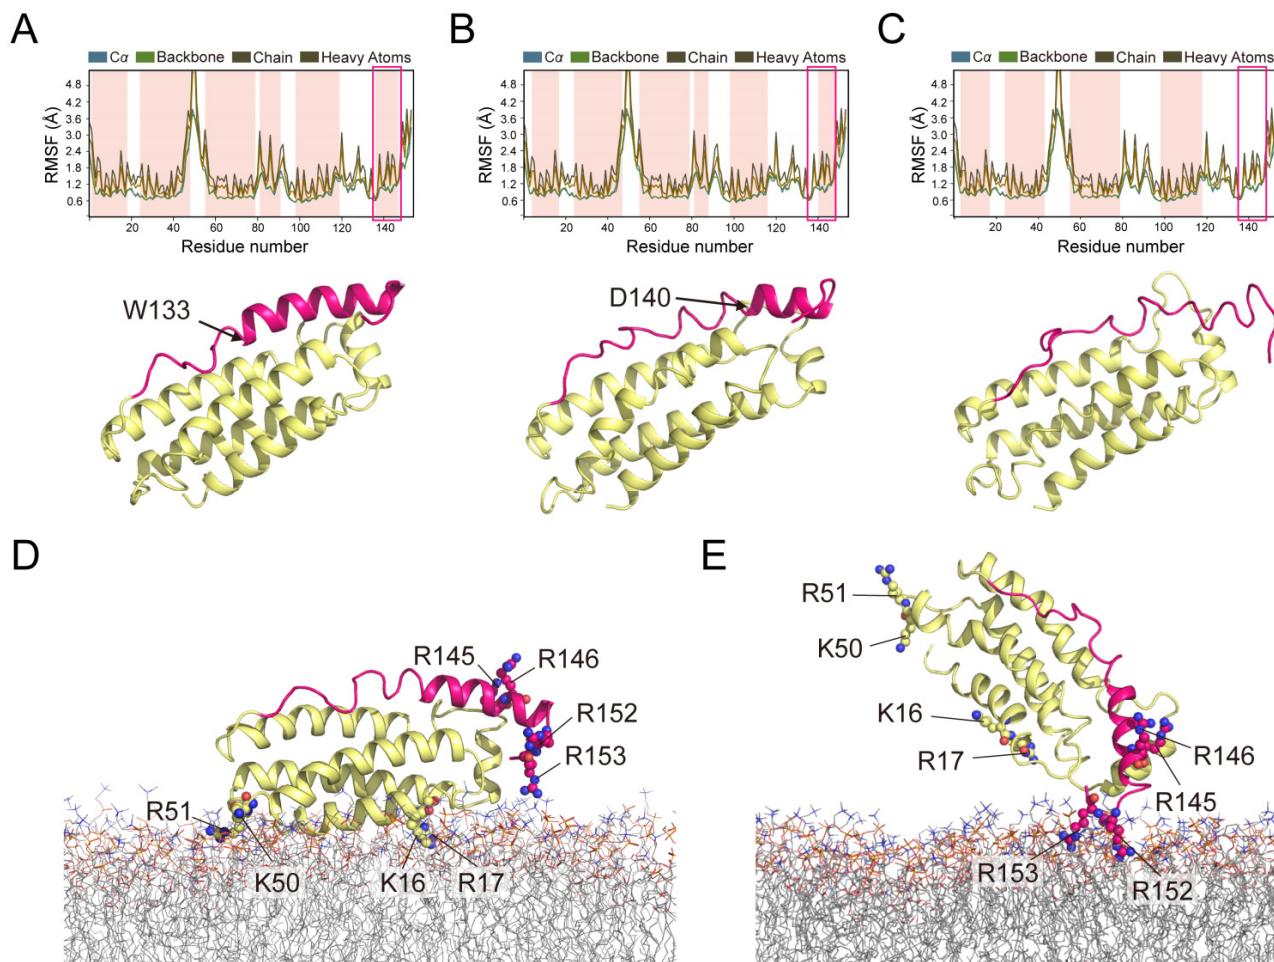 A
B
C
Cα Backbone Chain Heavy Atoms
Cα Backbone Chain Heavy Atoms
Cα Backbone Chain Heavy Atoms
RMSF (Å)
4.8
4.2
3.6
3.0
2.4
1.8
1.2
0.6
20 40 60 80 100 120 140
Residue number
RMSF (Å)
4.8
4.2
3.6
3.0
2.4
1.8
1.2
0.6
20 40 60 80 100 120 140
Residue number
RMSF (Å)
4.8
4.2
3.6
3.0
2.4
1.8
1.2
0.6
20 40 60 80 100 120 140
Residue number
W133
D140
D
R145 R146
R152
R153
R51
K50 K16 R17
E
R51
K50
K16
R17
R146
R145
R153
R152